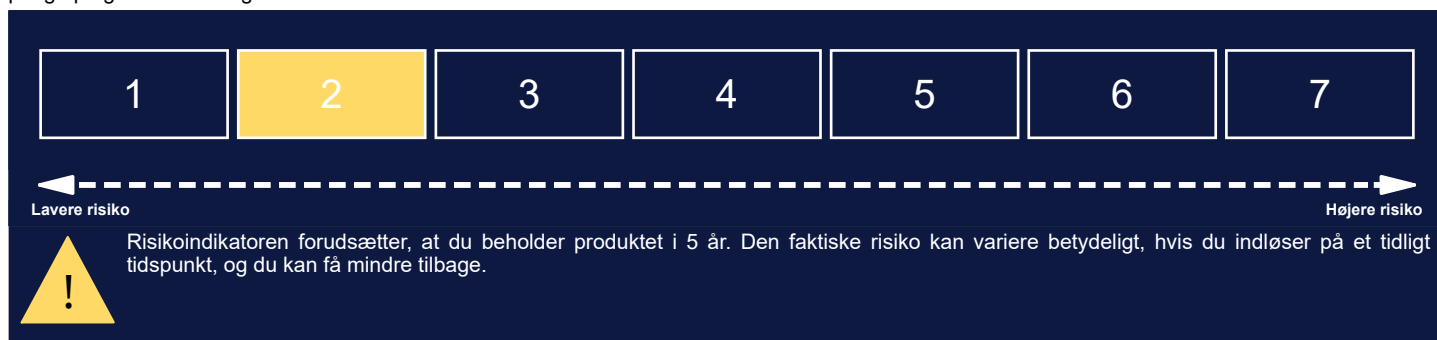 1 2 3 4 5 6 7
Lavere risiko Højere risiko
Risikoindikatoren forudsætter, at du beholder produktet i 5 år. Den faktiske risiko kan variere betydeligt, hvis du indløser på et tidligt
tidspunkt, og du kan få mindre tilbage.
!